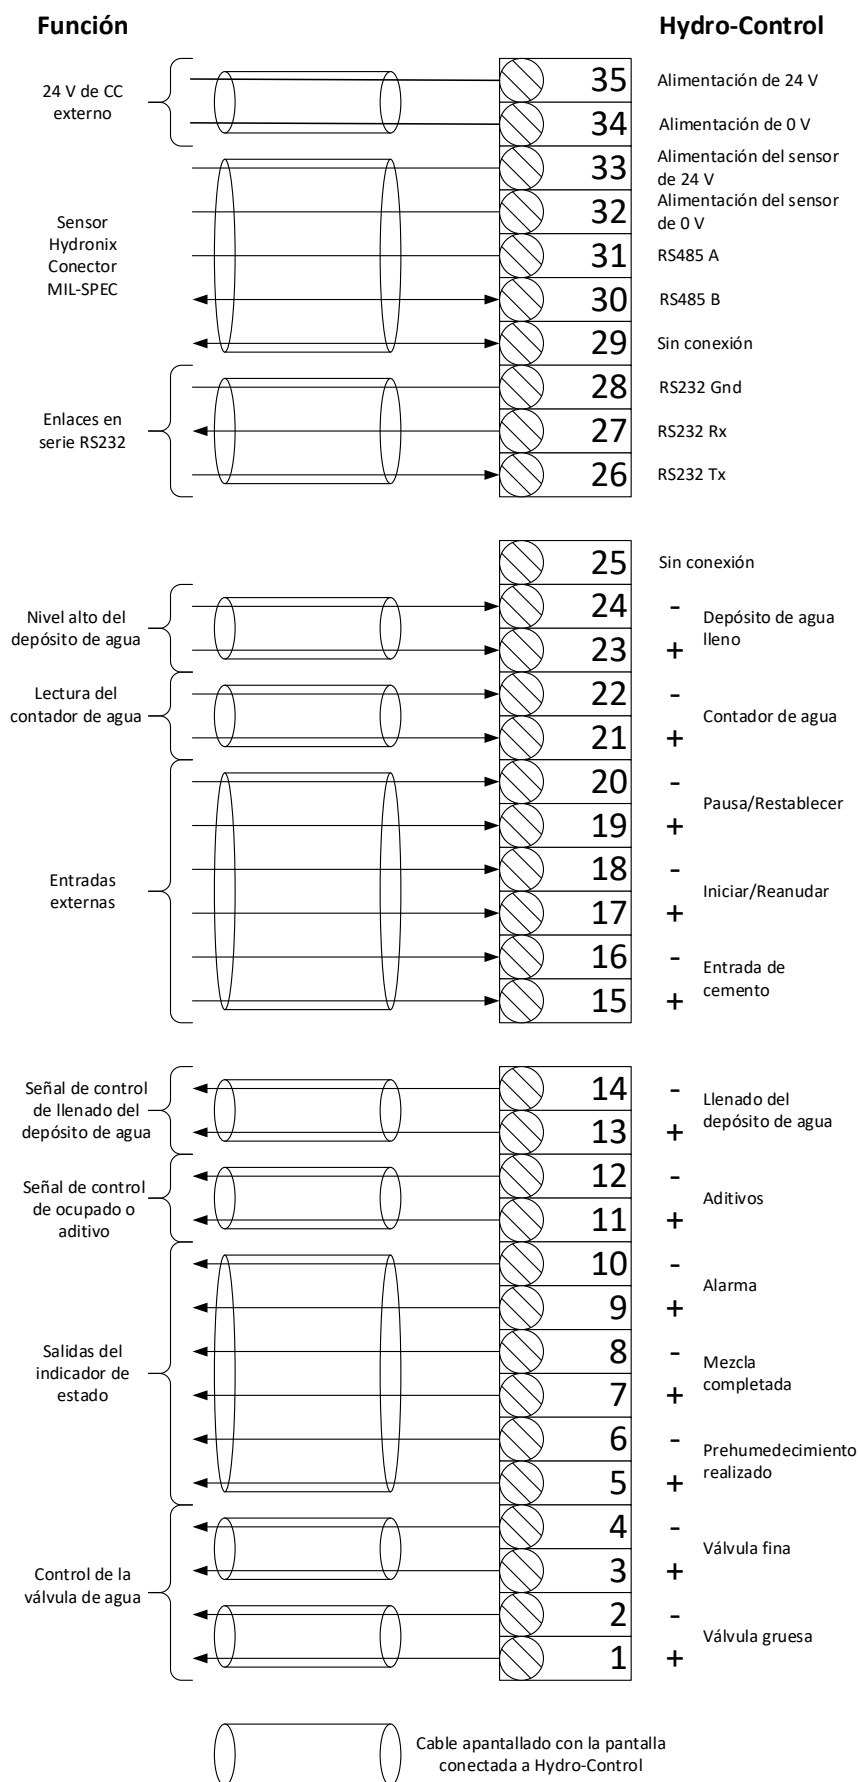 Función
Hydro-Control
24 V de CC
externo
35
Alimentación de 24 V
34
Alimentación de 0 V
Sensor
Hydronix
Conector
MIL-SPEC
33
Alimentación del sensor
de 24 V
32
Alimentación del sensor
de 0 V
31
RS485 A
30
RS485 B
29
Sin conexión
Enlaces en
serie RS232
28
RS232 Gnd
27
RS232 Rx
26
RS232 Tx
25
Sin conexión
Nivel alto del
depósito de agua
24 -
23 +
Depósito de agua
lleno
Lectura del
contador de agua
22 -
21 +
Contador de agua
Entradas
externas
20 -
19 +
Pausa/Restablecer
18 -
17 +
Iniciar/Reanudar
16 -
15 +
Entrada de
cemento
Señal de control
de llenado del
depósito de agua
14 -
13 +
Llenado del
depósito de agua
Señal de control
de ocupado o
aditivo
12 -
11 +
Aditivos
Salidas del
indicador de
estado
10 -
9 +
Alarma
8 -
7 +
Mezcla
completada
6 -
5 +
Prehumedecimiento
realizado
Control de la
válvula de agua
4 -
3 +
Válvula fina
2 -
1 +
Válvula gruesa
Cable apantallado con la pantalla
conectada a Hydro-Control